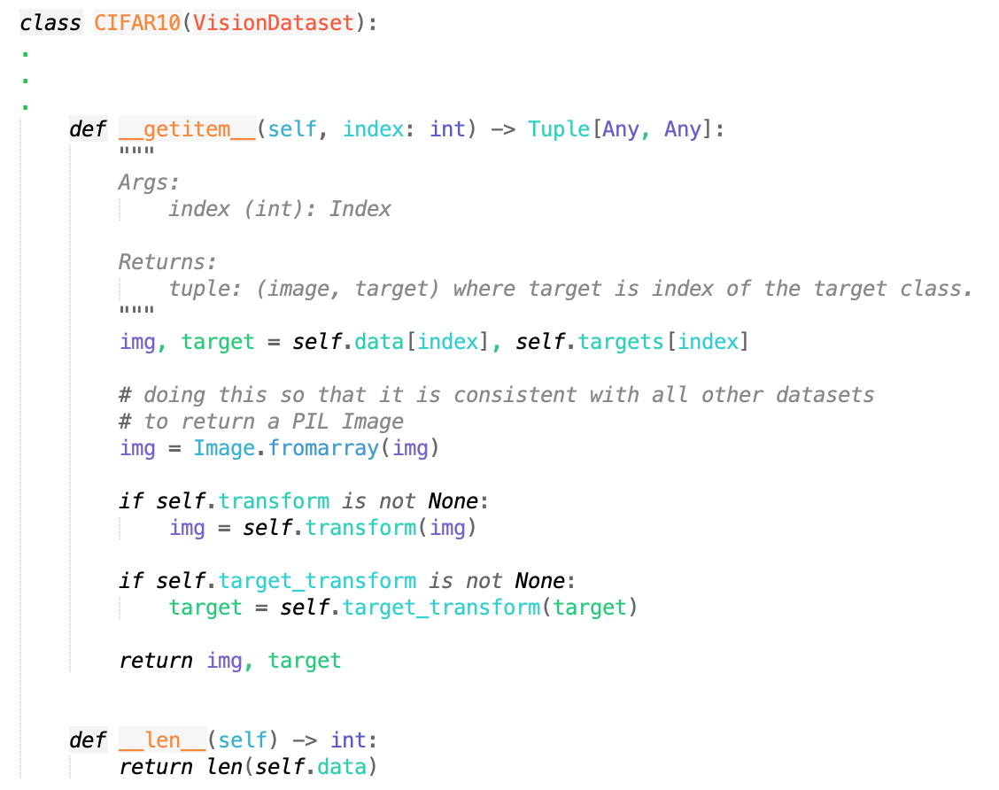 class CIFAR10(VisionDataset):
.
.
.
    def __getitem__(self, index: int) -> Tuple[Any, Any]:
        """
        Args:
            index (int): Index

        Returns:
            tuple: (image, target) where target is index of the target class.
        """
        img, target = self.data[index], self.targets[index]

        # doing this so that it is consistent with all other datasets
        # to return a PIL Image
        img = Image.fromarray(img)

        if self.transform is not None:
            img = self.transform(img)

        if self.target_transform is not None:
            target = self.target_transform(target)

        return img, target


    def __len__(self) -> int:
        return len(self.data)